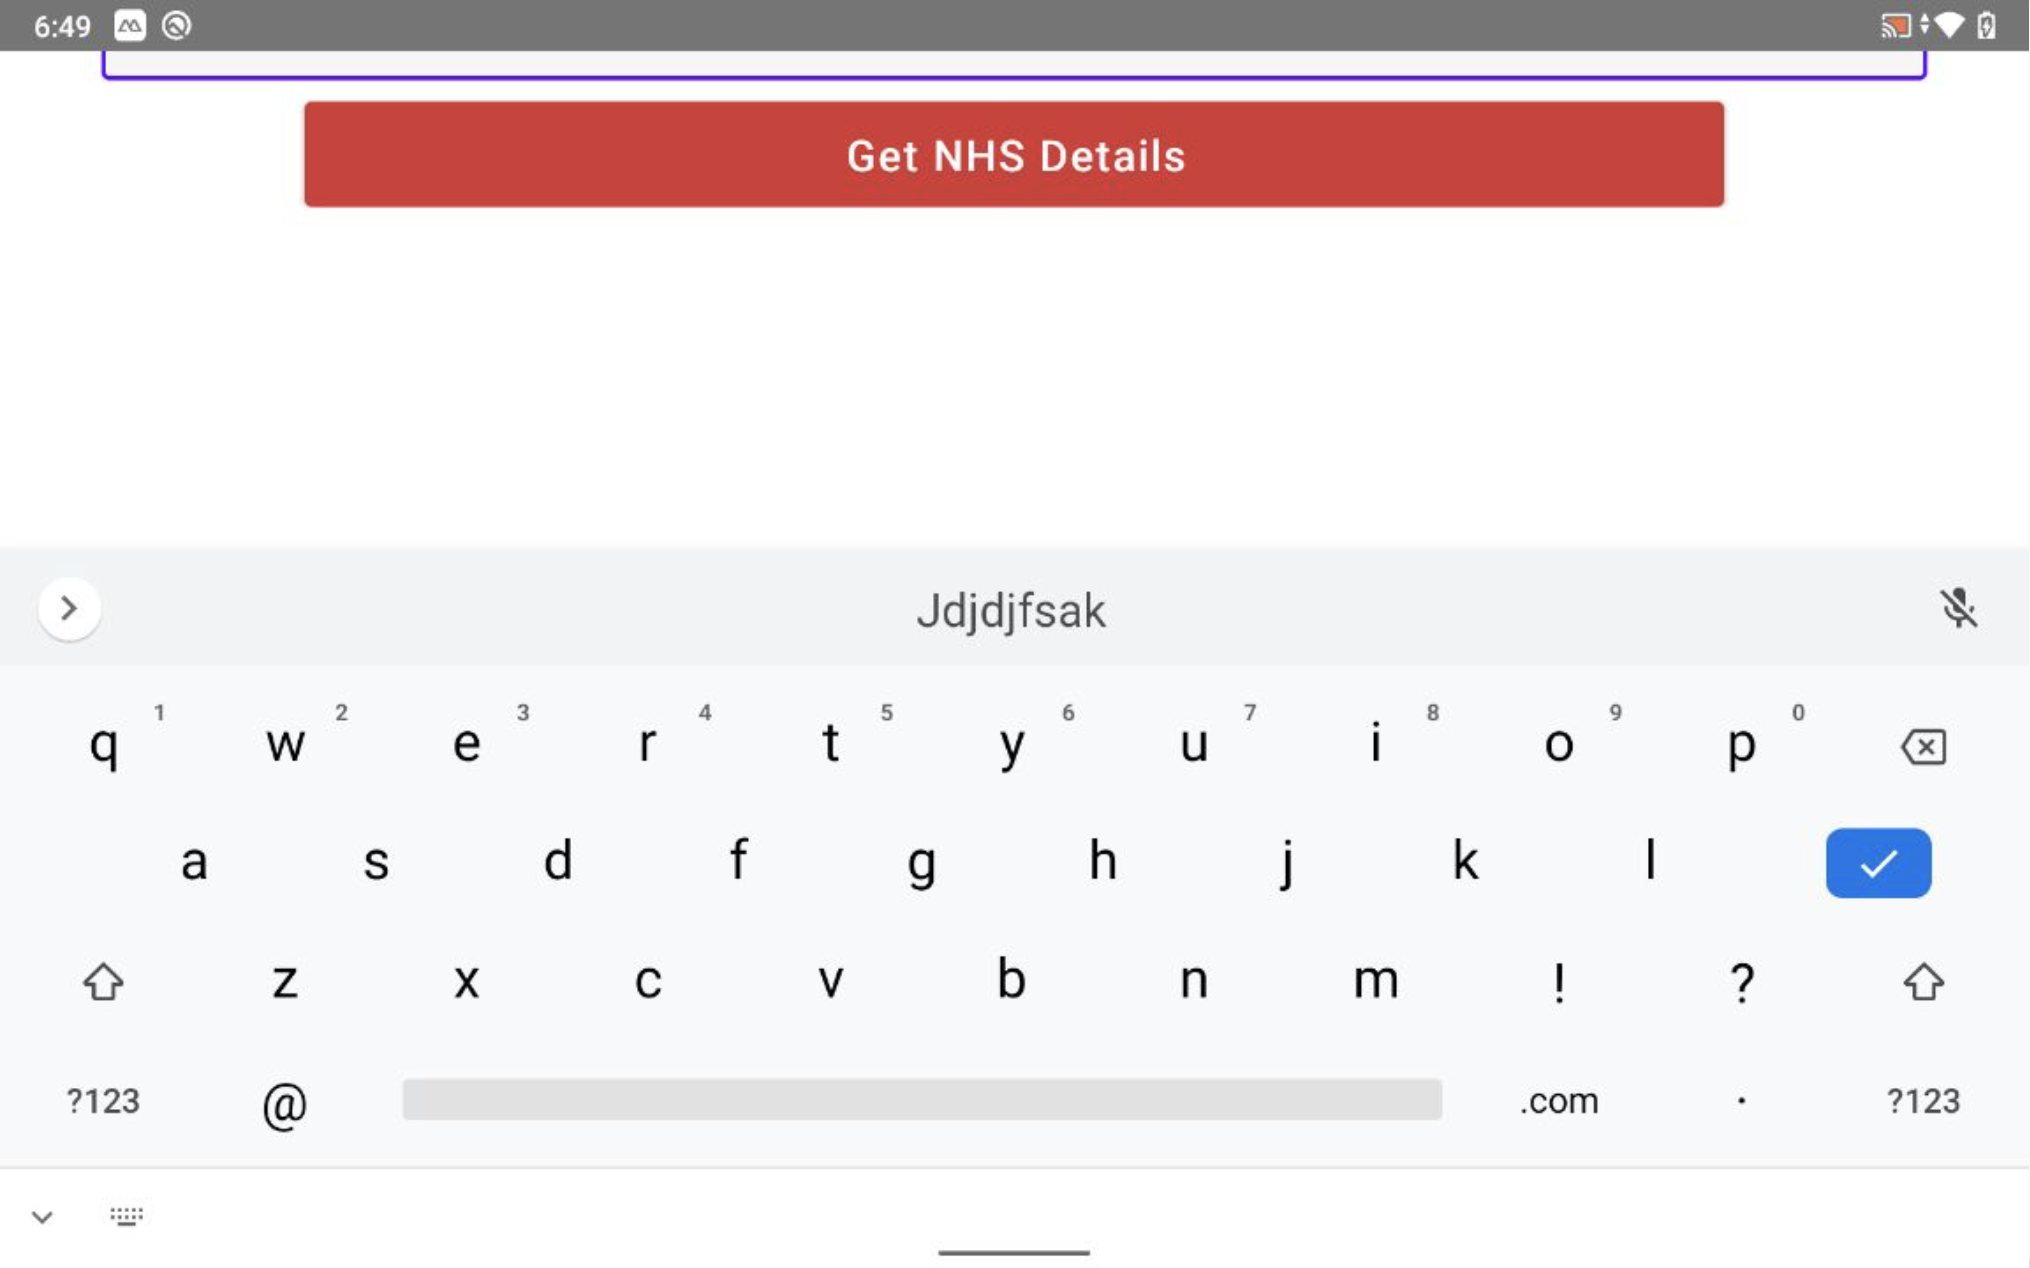 6:49
Get NHS Details
Jdjdjfsak
q 1 w 2 e 3 r 4 t 5 y 6 u 7 i 8 o 9 p 0
a s d f g h j k l
z x c v b n m ! ?
?123 @ .com . ?123